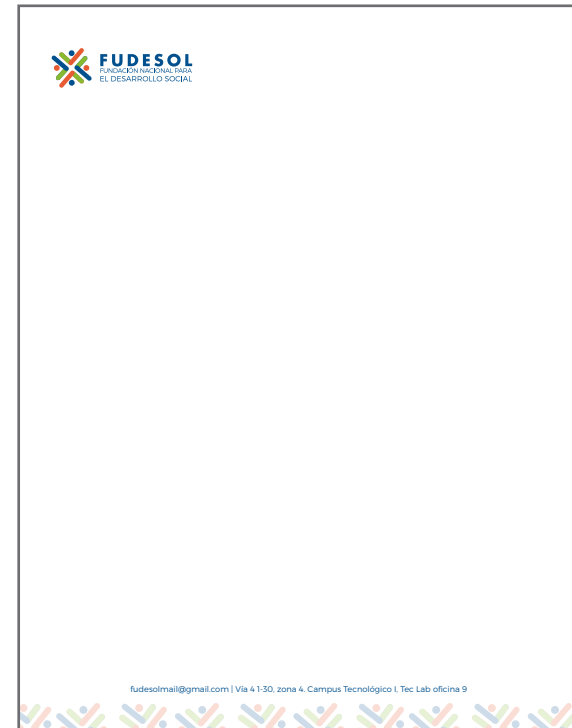 FUDESOL
FUNDACIÓN NACIONAL PARA
EL DESARROLLO SOCIAL
fudesolmail@gmail.com | Vía 4 1-30, zona 4. Campus Tecnológico I, Tec Lab oficina 9